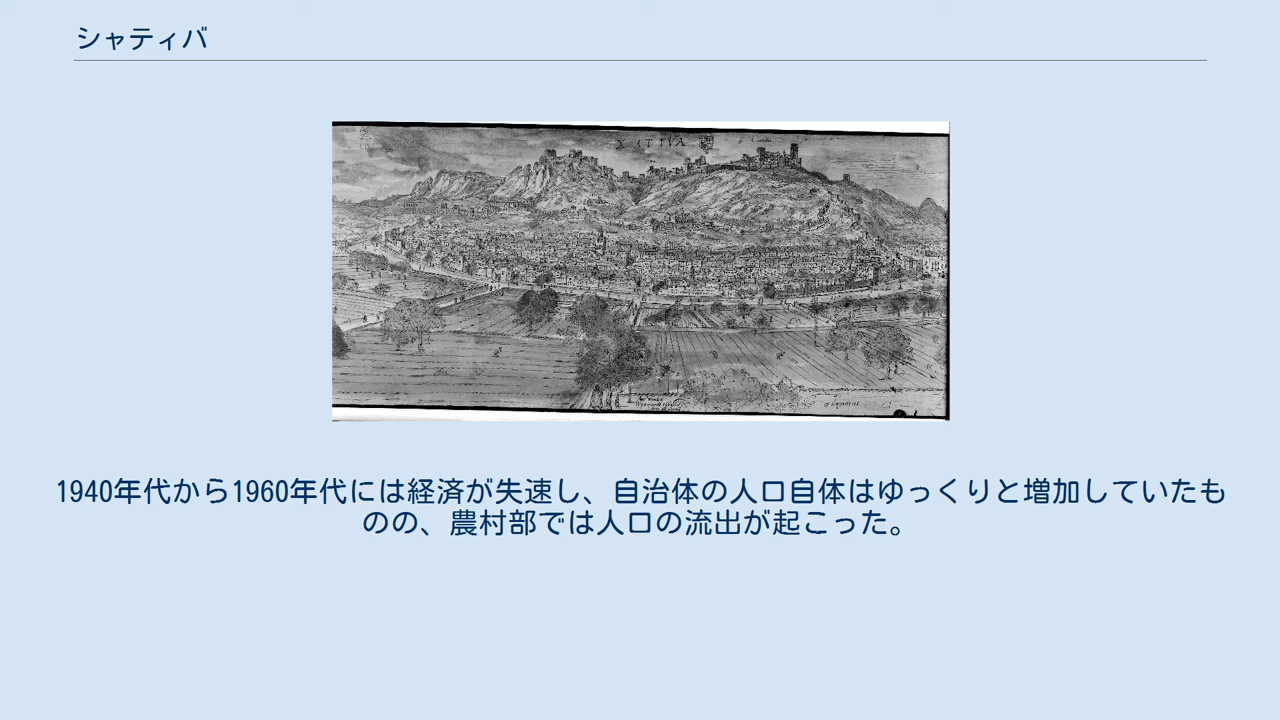 シャティバ
XATIVA
1940年代から1960年代には経済が失速し、自治体の人口自体はゆっくりと増加していたも
のの、農村部では人口の流出が起こった。